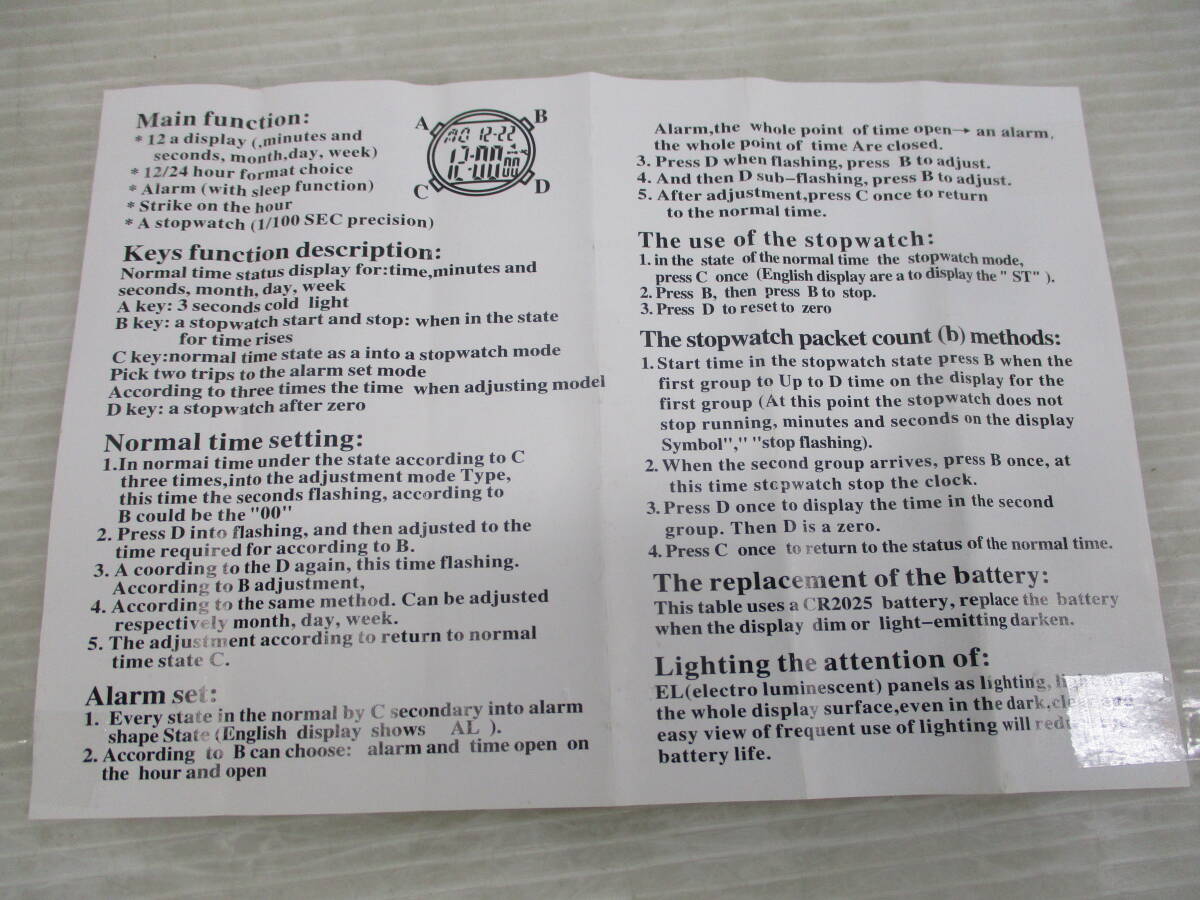 Main function:
* 12 a display (,minutes and
seconds, month,day, week)
* 12/24 hour format choice
* Alarm (with sleep function)
* Strike on the hour
* A stopwatch (1/100 SEC precision)
A
B
C
D
12-22
12:00
00
Keys function description:
Normal time status display for:time,minutes and
seconds, month, day, week
A key: 3 seconds cold light
B key: a stopwatch start and stop: when in the state
for time rises
C key:normal time state as a into a stopwatch mode
Pick two trips to the alarm set mode
According to three times the time when adjusting model
D key: a stopwatch after zero
Normal time setting:
1.In normai time under the state according to C
three times,into the adjustment mode Type,
this time the seconds flashing, according to
B could be the "00"
2. Press D into flashing, and then adjusted to the
time required for according to B.
3. A coording to the D again, this time flashing.
According to B adjustment,
4. According to the same method. Can be adjusted
respectively month, day, week.
5. The adjustment according to return to normal
time state C.
Alarm set:
1. Every state in the normal by C secondary into alarm
shape State (English display shows AL ).
2. According to B can choose: alarm and time open on
the hour and open
Alarm,the whole point of time open→ an alarm,
the whole point of time Are closed.
3. Press D when flashing, press B to adjust.
4. And then D sub-flashing, press B to adjust.
5. After adjustment,press C once to return
to the normal time.
The use of the stopwatch:
1. in the state of the normal time the stopwatch mode,
press C once (English display are a to display the " ST" ).
2. Press B, then press B to stop.
3. Press D to reset to zero
The stopwatch packet count (b) methods:
1. Start time in the stopwatch state press B when the
first group to Up to D time on the display for the
first group (At this point the stopwatch does not
stop running, minutes and seconds on the display
Symbol"," "stop flashing).
2. When the second group arrives, press B once, at
this time stopwatch stop the clock.
3. Press D once to display the time in the second
group. Then D is a zero.
4. Press C once to return to the status of the normal time.
The replacement of the battery:
This table uses a CR2025 battery, replace the battery
when the display dim or light-emitting darken.
Lighting the attention of:
EL(electro luminescent) panels as lighting,
the whole display surface,even in the dark.
easy view of frequent use of lighting will
battery life.